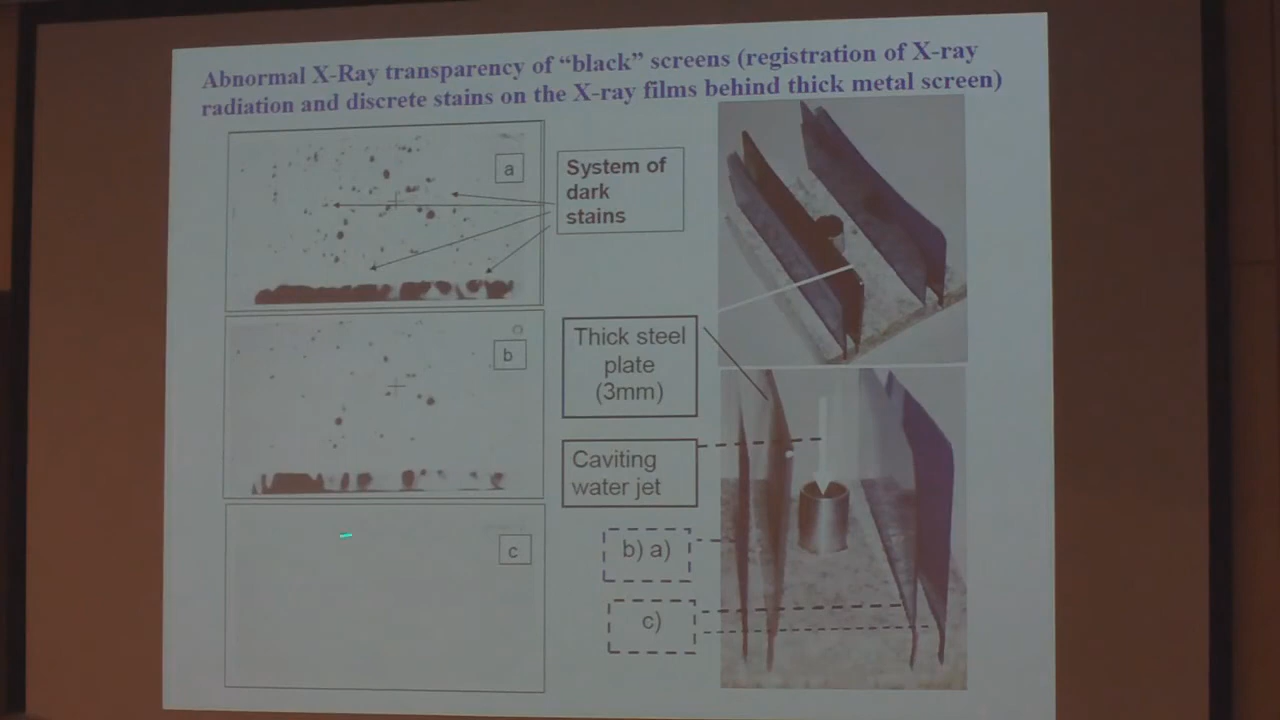 Abnormal X-Ray transparency of “black” screens (registration of X-ray
radiation and discrete stains on the X-ray films behind thick metal screen)
a
System of
dark
stains
b
Thick steel
plate
(3mm)
Caviting
water jet
b) a)
c
c)